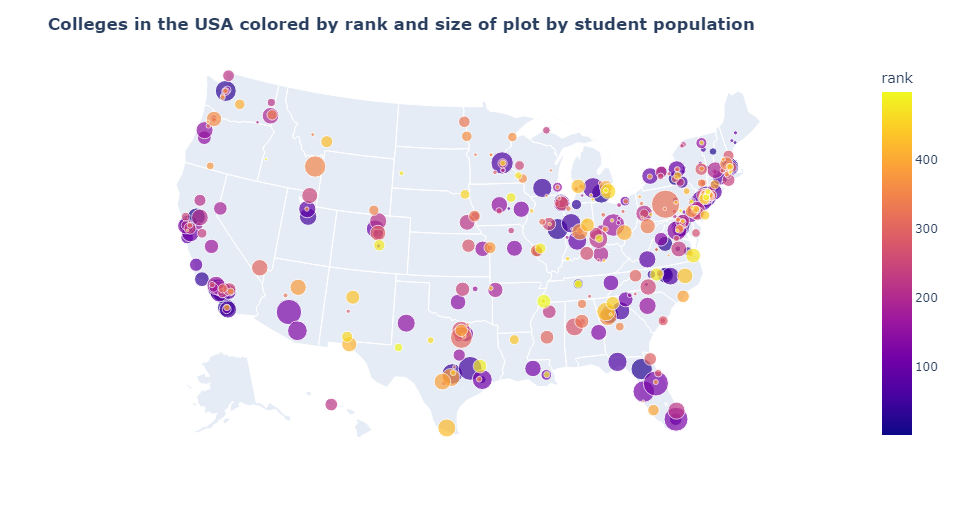 Colleges in the USA colored by rank and size of plot by student population
rank
400
300
200
100